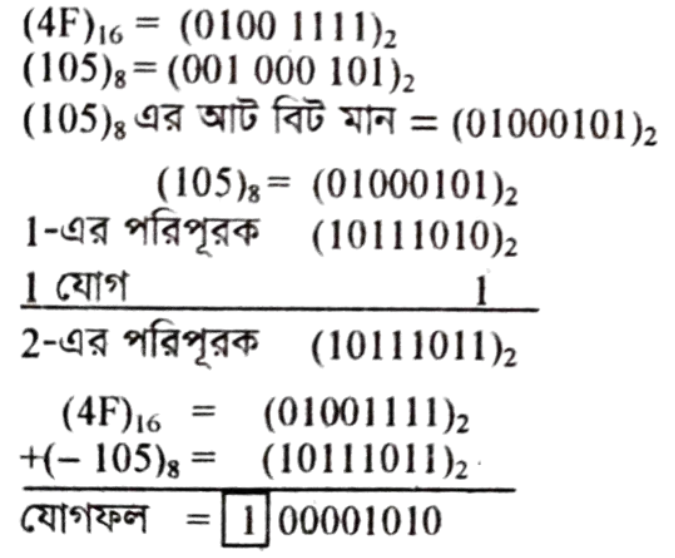 (4F)₁₆ = (0100 1111)₂
(105)₈ = (001 000 101)₂
(105)₈ এর আট বিট মান = (01000101)₂
(105)₈ = (01000101)₂
1-এর পরিপূরক (10111010)₂
1 যোগ 1
2-এর পরিপূরক (10111011)₂
(4F)₁₆ = (01001111)₂
+(– 105)₈ = (10111011)₂
যোগফল = 1 00001010